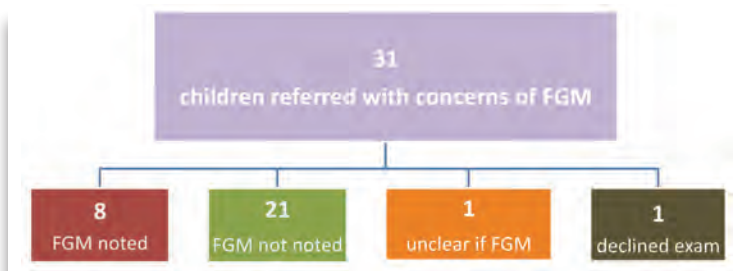 31
children referred with concerns of FGM
8
FGM noted
21
FGM not noted
1
unclear if FGM
1
declined exam